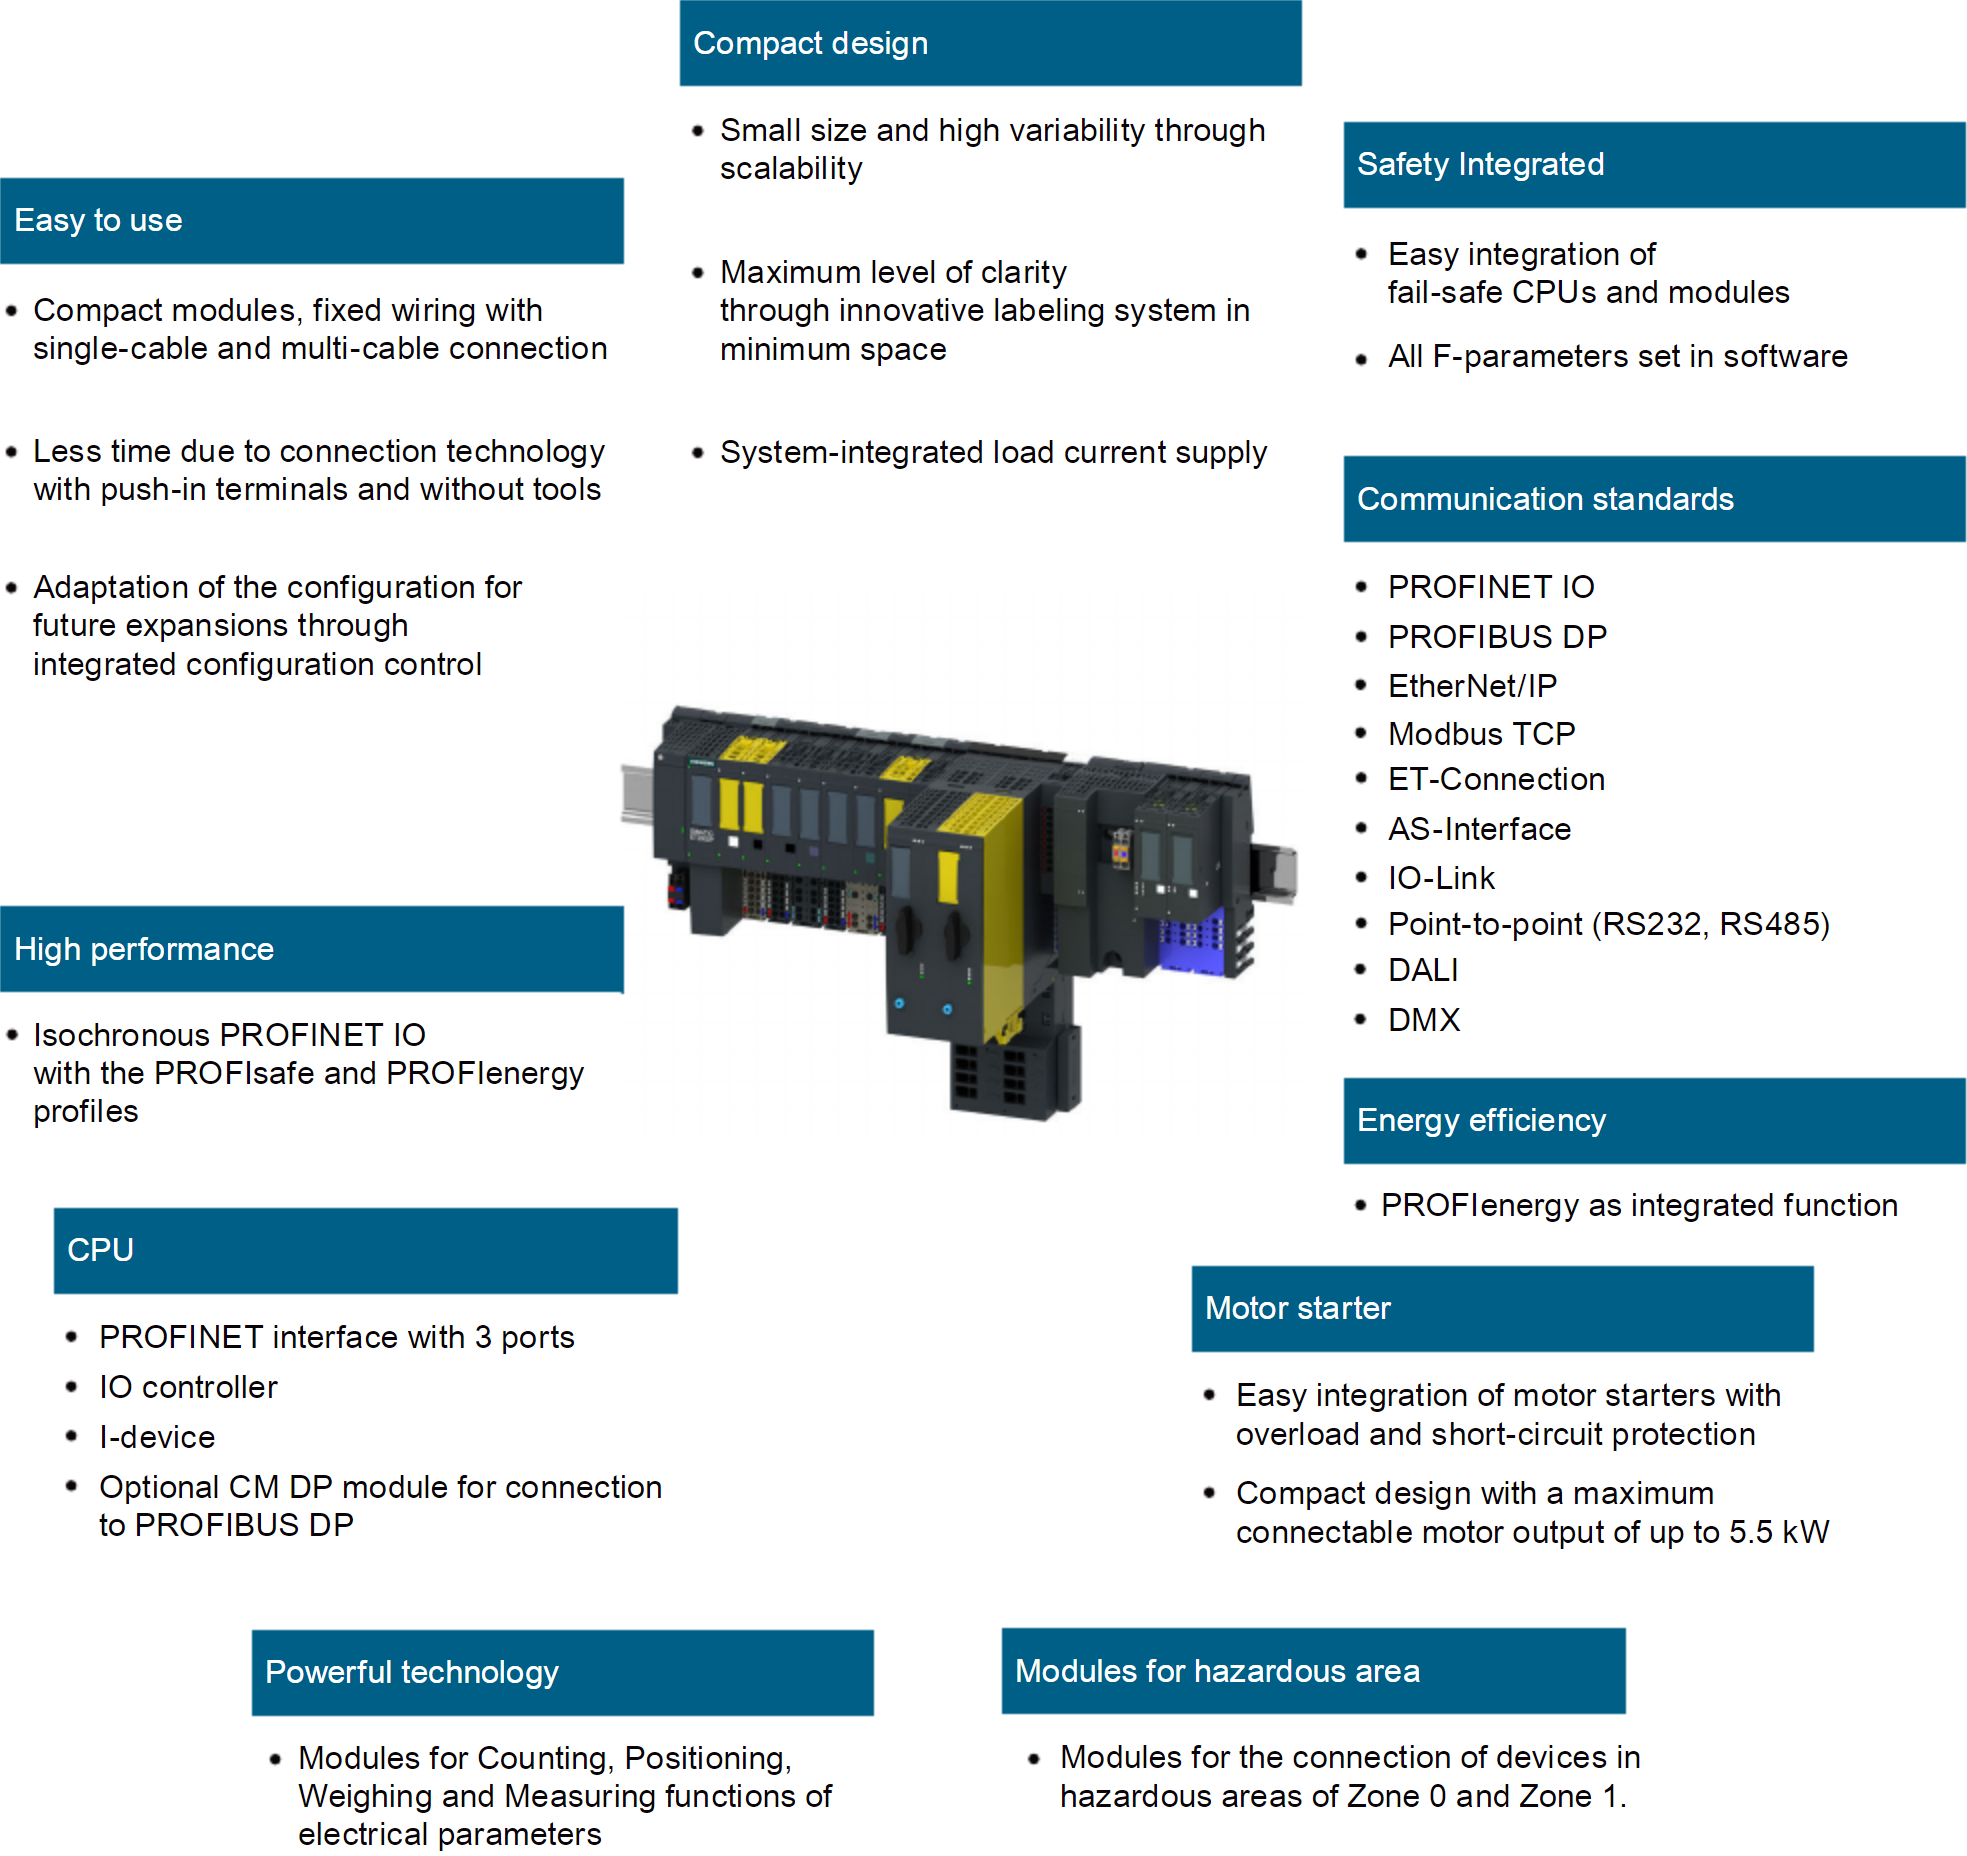 Compact design
• Small size and high variability through
scalability
• Maximum level of clarity
through innovative labeling system in
minimum space
• System-integrated load current supply
Safety Integrated
• Easy integration of
fail-safe CPUs and modules
• All F-parameters set in software
Easy to use
• Compact modules, fixed wiring with
single-cable and multi-cable connection
• Less time due to connection technology
with push-in terminals and without tools
• Adaptation of the configuration for
future expansions through
integrated configuration control
Communication standards
• PROFINET IO
• PROFIBUS DP
• EtherNet/IP
• Modbus TCP
• ET-Connection
• AS-Interface
• IO-Link
• Point-to-point (RS232, RS485)
• DALI
• DMX
SIEMENS
High performance
• Isochronous PROFINET IO
with the PROFIsafe and PROFIenergy
profiles
Energy efficiency
• PROFIenergy as integrated function
CPU
• PROFINET interface with 3 ports
• IO controller
• I-device
• Optional CM DP module for connection
to PROFIBUS DP
Motor starter
• Easy integration of motor starters with
overload and short-circuit protection
• Compact design with a maximum
connectable motor output of up to 5.5 kW
Powerful technology
• Modules for Counting, Positioning,
Weighing and Measuring functions of
electrical parameters
Modules for hazardous area
• Modules for the connection of devices in
hazardous areas of Zone 0 and Zone 1.